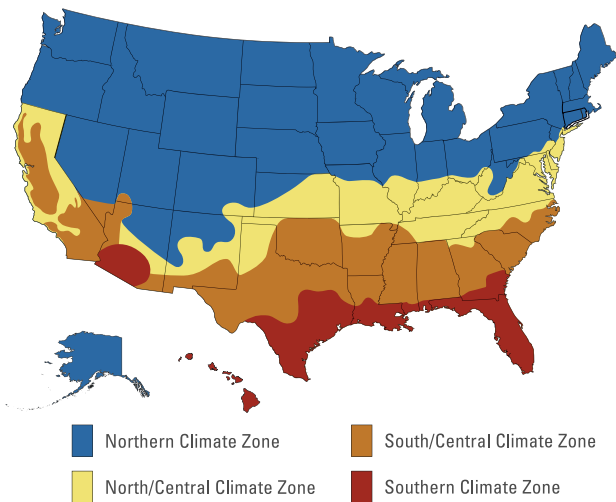 Northern Climate Zone
South/Central Climate Zone
North/Central Climate Zone
Southern Climate Zone